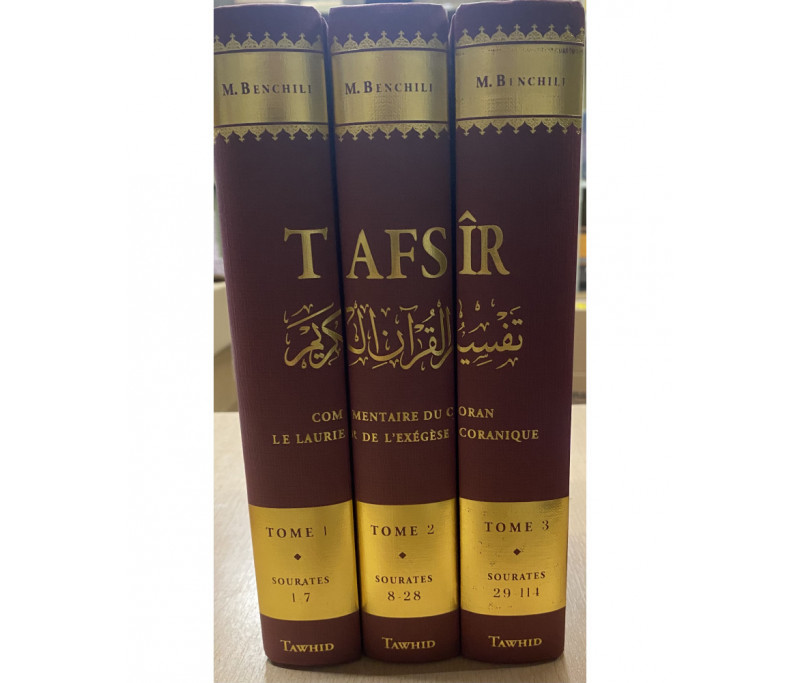 M. BENCHILI
M. BENCHILI
M. BENCHILI
TAFSÎR
تفسير القرآن الكريم
COMMENTAIRE DU CORAN
LE LAURIER DE L'EXÉGÈSE CORANIQUE
TOME 1
SOURATES
1-7
TAWHID
TOME 2
SOURATES
8-28
TAWHID
TOME 3
SOURATES
29-114
TAWHID